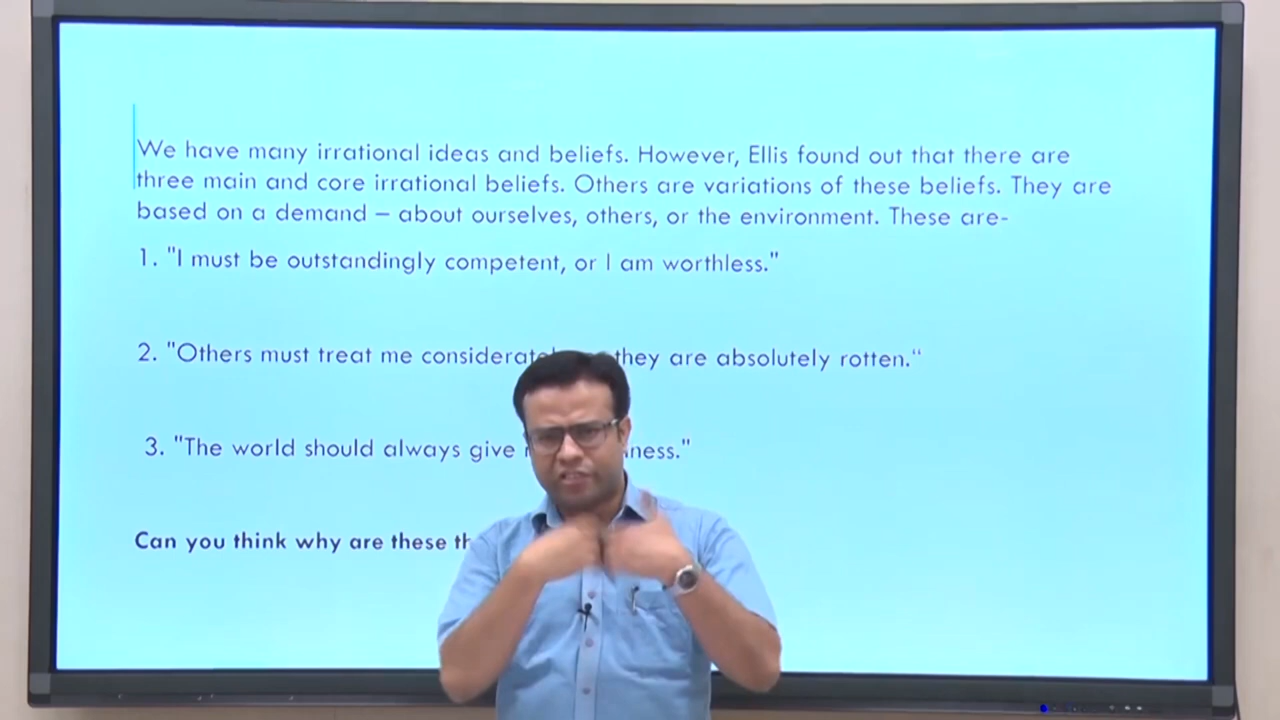 We have many irrational ideas and beliefs. However, Ellis found out that there are
three main and core irrational beliefs. Others are variations of these beliefs. They are
based on a demand – about ourselves, others, or the environment. These are-
1. "I must be outstandingly competent, or I am worthless."
2. "Others must treat me they are absolutely rotten.“
3. "The world should always give
Can you think why are these